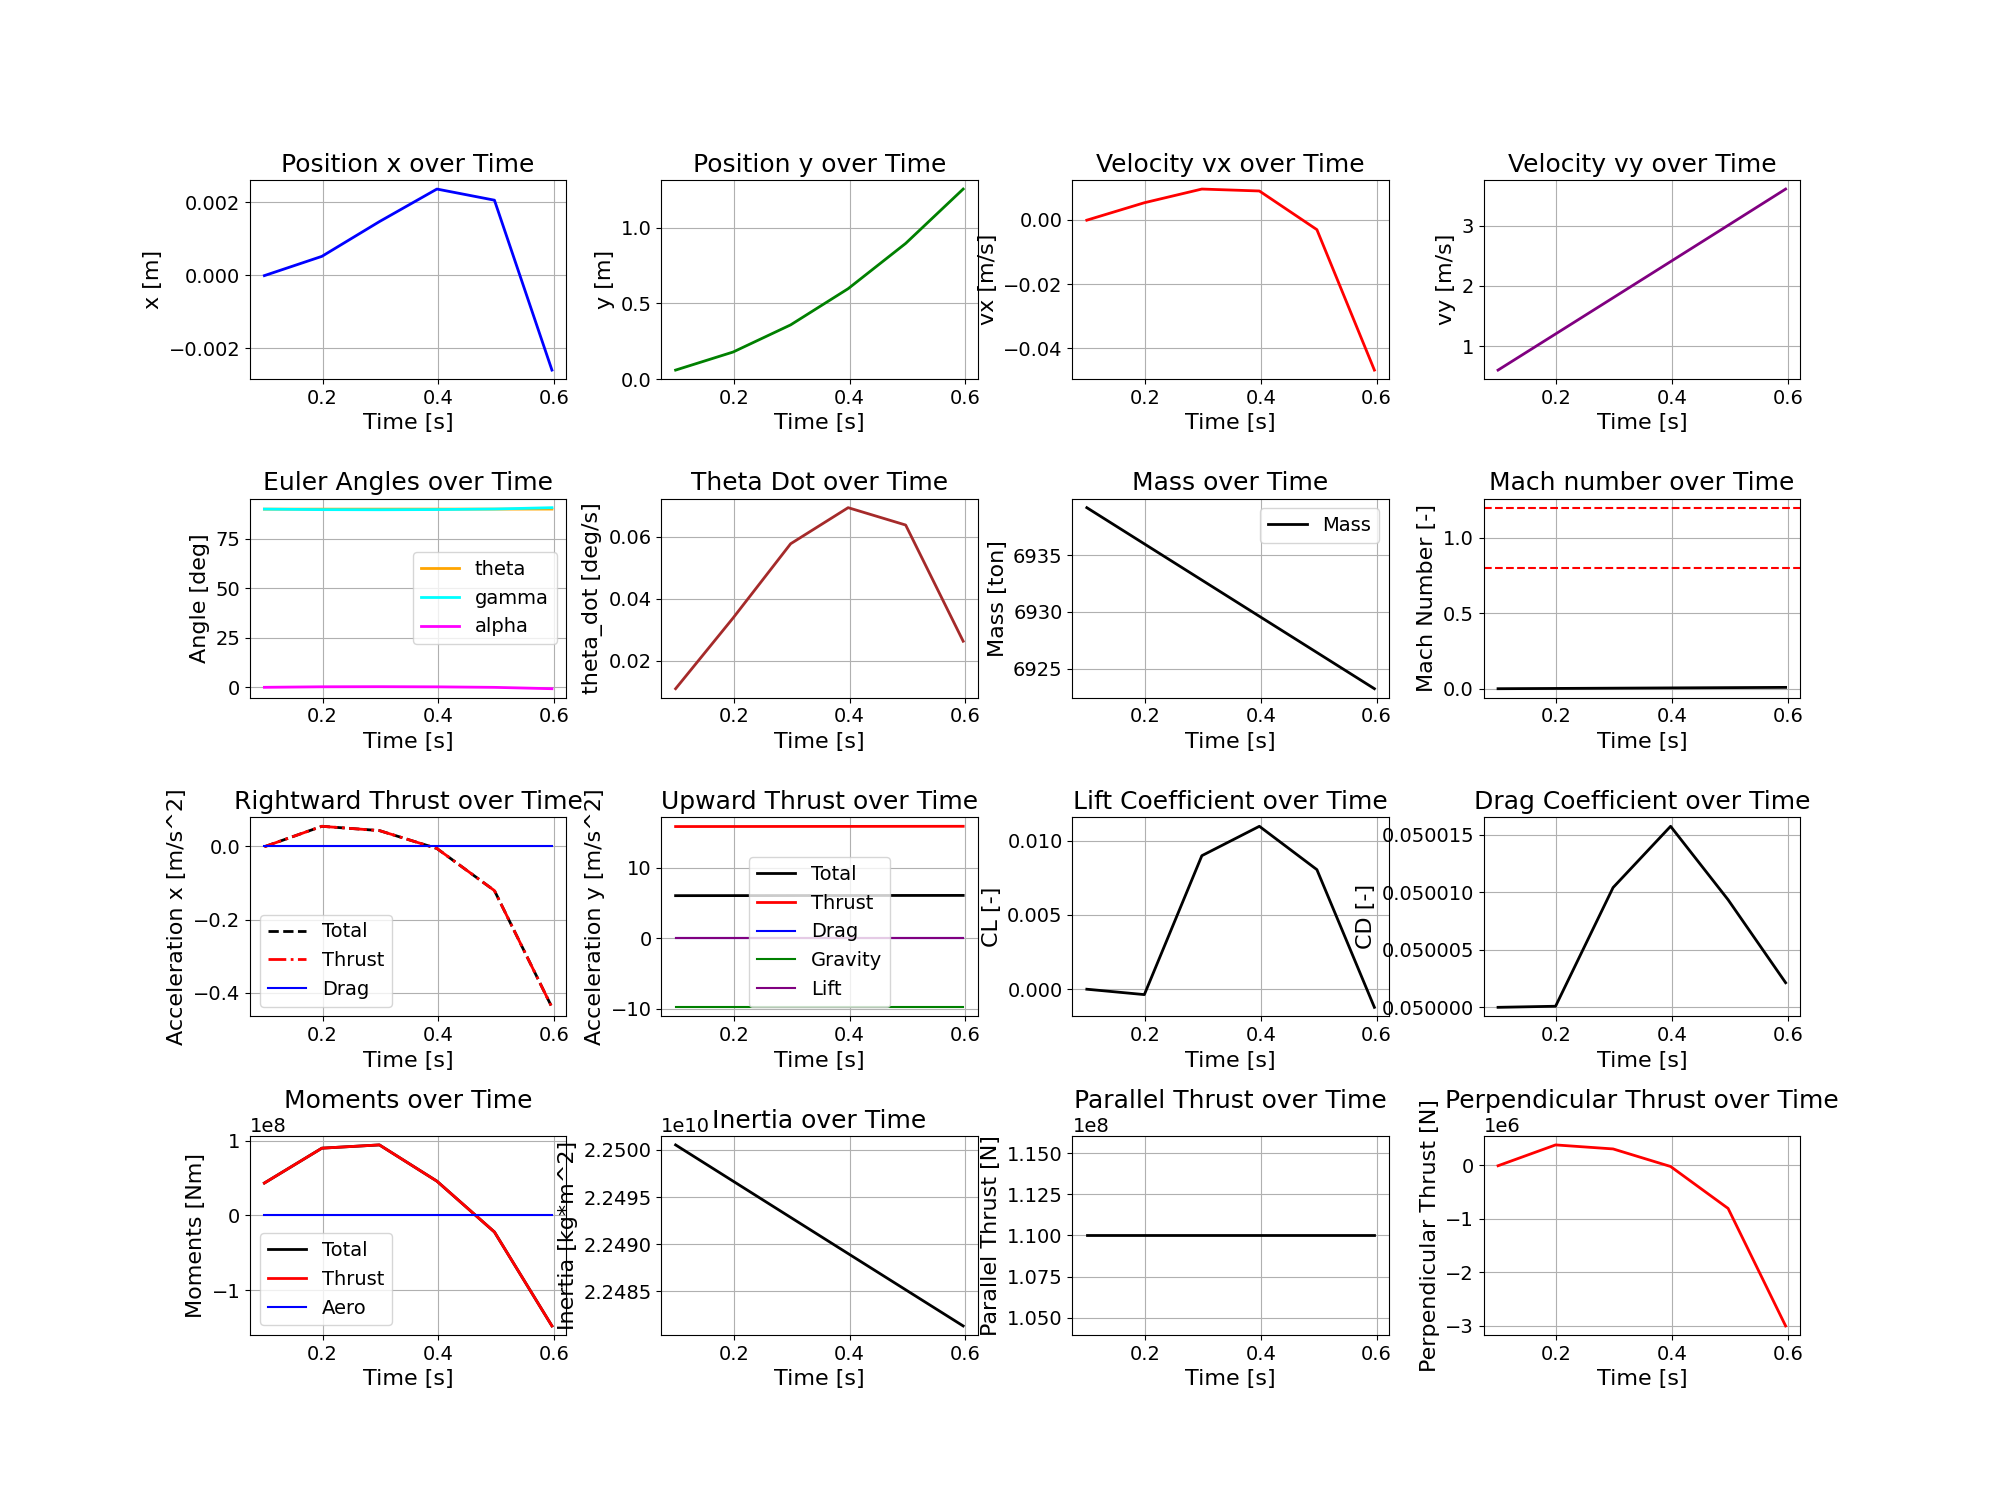 Position x over Time
x [m]
0.002
0.000
−0.002
0.2
0.4
0.6
Time [s]
Position y over Time
y [m]
1.0
0.5
0.0
0.2
0.4
0.6
Time [s]
Velocity vx over Time
vx [m/s]
0.00
−0.02
−0.04
0.2
0.4
0.6
Time [s]
Velocity vy over Time
vy [m/s]
3
2
1
0.2
0.4
0.6
Time [s]
Euler Angles over Time
Angle [deg]
75
50
25
0
theta
gamma
alpha
0.2
0.4
0.6
Time [s]
Theta Dot over Time
theta_dot [deg/s]
0.06
0.04
0.02
0.2
0.4
0.6
Time [s]
Mass over Time
Mass [ton]
6935
6930
6925
Mass
0.2
0.4
0.6
Time [s]
Mach number over Time
Mach Number [-]
1.0
0.5
0.0
0.2
0.4
0.6
Time [s]
Rightward Thrust over Time
Acceleration x [m/s^2]
0.0
−0.2
−0.4
Total
Thrust
Drag
0.2
0.4
0.6
Time [s]
Upward Thrust over Time
Acceleration y [m/s^2]
10
0
−10
Total
Thrust
Drag
Gravity
Lift
0.2
0.4
0.6
Time [s]
Lift Coefficient over Time
CL [-]
0.010
0.005
0.000
0.2
0.4
0.6
Time [s]
Drag Coefficient over Time
CD [-]
0.050015
0.050010
0.050005
0.050000
0.2
0.4
0.6
Time [s]
Moments over Time
1e8
Moments [Nm]
1
0
−1
Total
Thrust
Aero
0.2
0.4
0.6
Time [s]
Inertia over Time
1e10
Inertia [kg*m^2]
2.2500
2.2495
2.2490
2.2485
0.2
0.4
0.6
Time [s]
Parallel Thrust over Time
1e8
Parallel Thrust [N]
1.150
1.125
1.100
1.075
1.050
0.2
0.4
0.6
Time [s]
Perpendicular Thrust over Time
1e6
Perpendicular Thrust [N]
0
−1
−2
−3
0.2
0.4
0.6
Time [s]